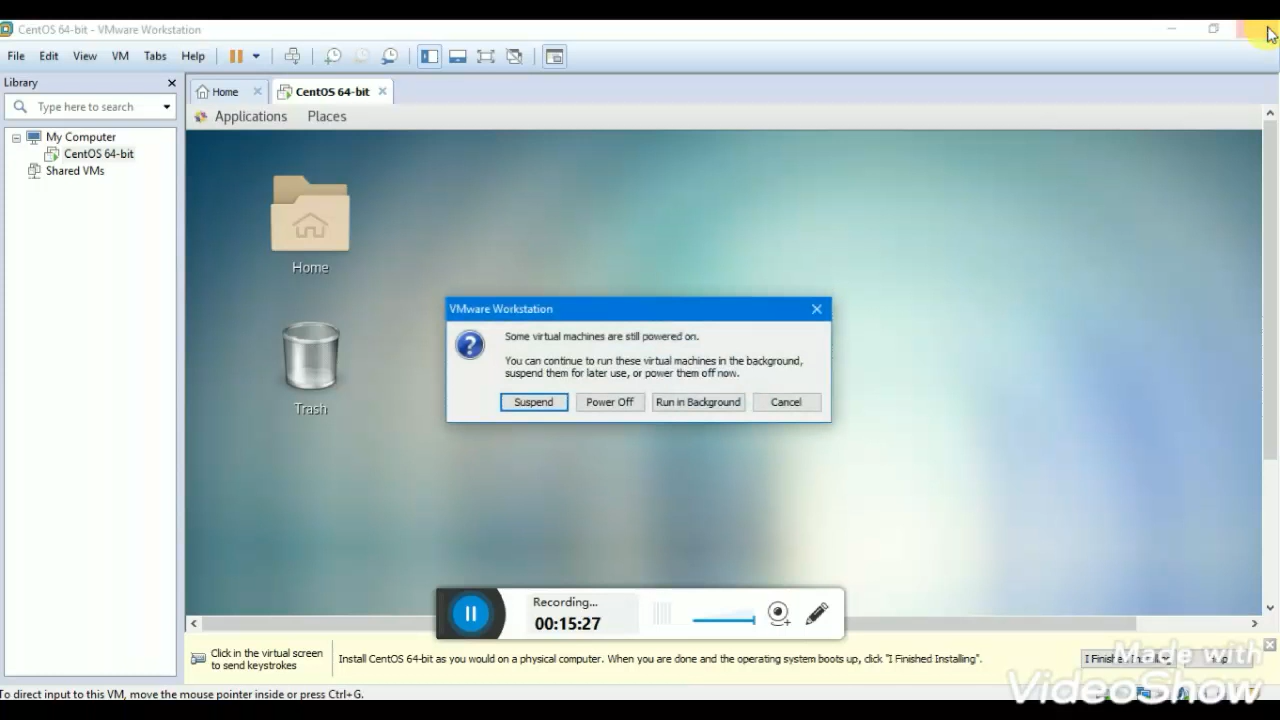 CentOS 64-bit - VMware Workstation
File Edit View VM Tabs Help
Library
Type here to search
My Computer
CentOS 64-bit
Shared VMs
Home
CentOS 64-bit
Applications Places
Home
Trash
VMware Workstation
Some virtual machines are still powered on.
You can continue to run these virtual machines in the background,
suspend them for later use, or power them off now.
Suspend Power Off Run in Background Cancel
Recording...
00:15:27
Click in the virtual screen
to send keystrokes
Install CentOS 64-bit as you would on a physical computer. When you are done and the operating system boots up, click "I Finished Installing".
I Finished Installing
Made with
VideoShow
To direct input to this VM, move the mouse pointer inside or press Ctrl+G.